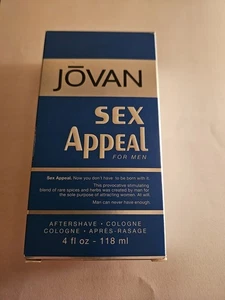 JŌVAN
SEX
APPEAL
FOR MEN
Sex Appeal. Now you don't have to be born with it.
This provocative stimulating
blend of rare spices and herbs was created by man for
the sole purpose of attracting women. At will.
Man can never have enough.
AFTERSHAVE • COLOGNE
COLOGNE • APRÈS-RASAGE
4 fl oz - 118 ml